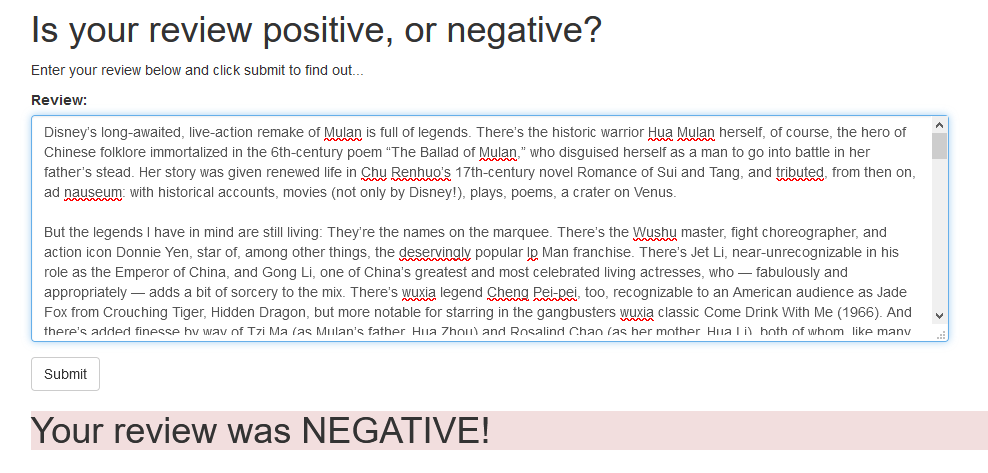 Is your review positive, or negative?
Enter your review below and click submit to find out...
Review:
Disney’s long-awaited, live-action remake of Mulan is full of legends. There’s the historic warrior Hua Mulan herself, of course, the hero of
Chinese folklore immortalized in the 6th-century poem “The Ballad of Mulan,” who disguised herself as a man to go into battle in her
father’s stead. Her story was given renewed life in Chu Renhuo’s 17th-century novel Romance of Sui and Tang, and tributed, from then on,
ad nauseum: with historical accounts, movies (not only by Disney!), plays, poems, a crater on Venus.
But the legends I have in mind are still living: They’re the names on the marquee. There’s the Wushu master, fight choreographer, and
action icon Donnie Yen, star of, among other things, the deservingly popular Ip Man franchise. There’s Jet Li, near-unrecognizable in his
role as the Emperor of China, and Gong Li, one of China’s greatest and most celebrated living actresses, who — fabulously and
appropriately — adds a bit of sorcery to the mix. There’s wuxia legend Cheng Pei-pei, too, recognizable to an American audience as Jade
Fox from Crouching Tiger, Hidden Dragon, but more notable for starring in the gangbusters wuxia classic Come Drink With Me (1966). And
there’s added finesse by way of Tzi Ma (as Mulan’s father, Hua Zhou) and Rosalind Chao (as her mother, Hua Li), both of whom, like many
Submit
Your review was NEGATIVE!